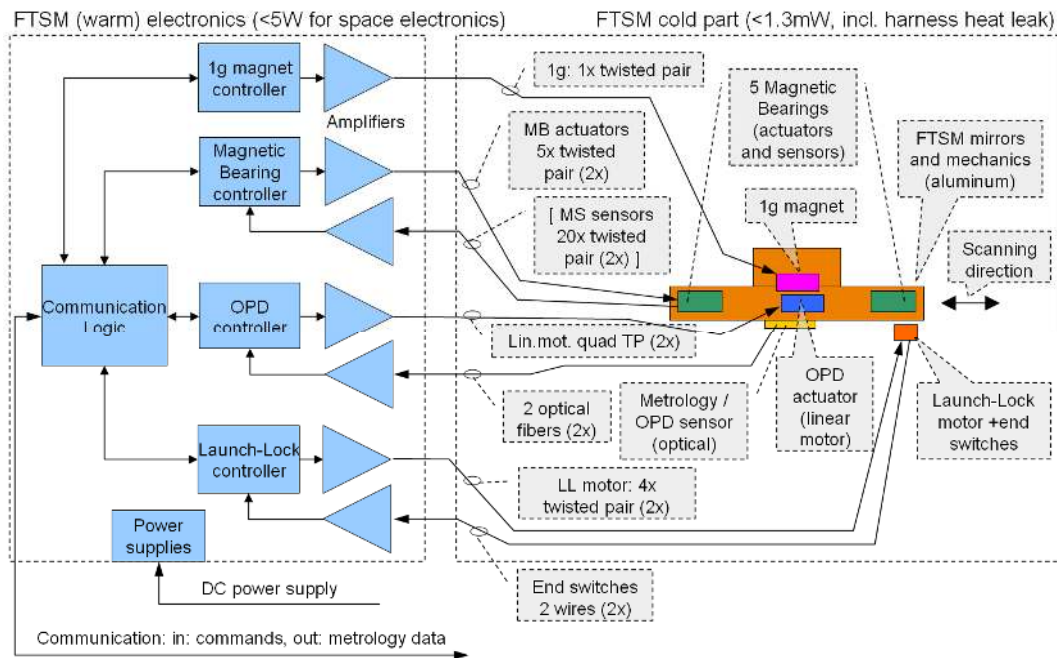 FTSM (warm) electronics (<5W for space electronics)
FTSM cold part (<1.3mW, incl. harness heat leak)
1g magnet
controller
Amplifiers
Magnetic
Bearing
controller
Communication
Logic
OPD
controller
Launch-Lock
controller
Power
supplies
DC power supply
Communication: in: commands, out: metrology data
1g: 1x twisted pair
MB actuators
5x twisted
pair (2x)
[ MS sensors
20x twisted
pair (2x) ]
Lin.mot. quad TP (2x)
2 optical
fibers (2x)
LL motor: 4x
twisted pair (2x)
End switches
2 wires (2x)
5 Magnetic
Bearings
(actuators
and sensors)
FTSM mirrors
and mechanics
(aluminum)
1g magnet
Scanning
direction
Metrology /
OPD sensor
(optical)
OPD
actuator
(linear
motor)
Launch-Lock
motor +end
switches